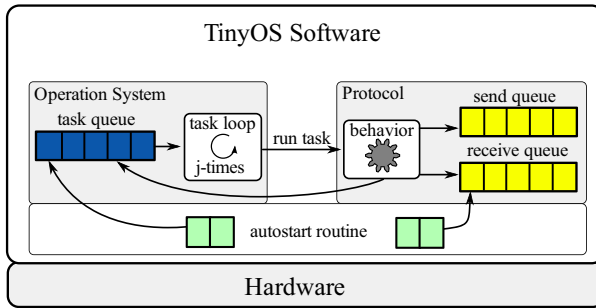 TinyOS Software
Operation System
task queue
task loop
j-times
run task
Protocol
behavior
send queue
receive queue
autostart routine
Hardware